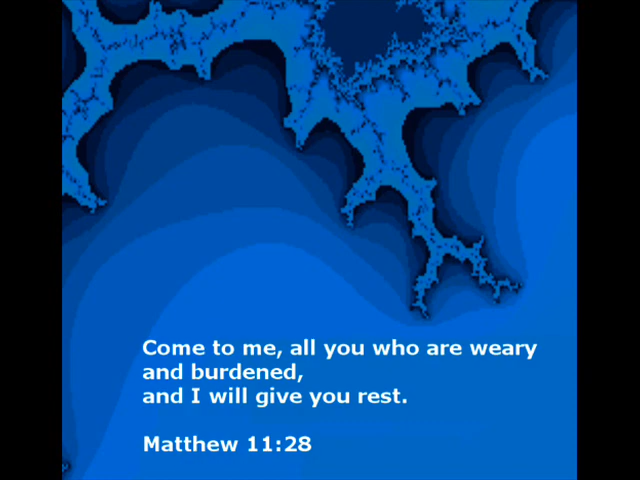 Come to me, all you who are weary
and burdened,
and I will give you rest.
Matthew 11:28